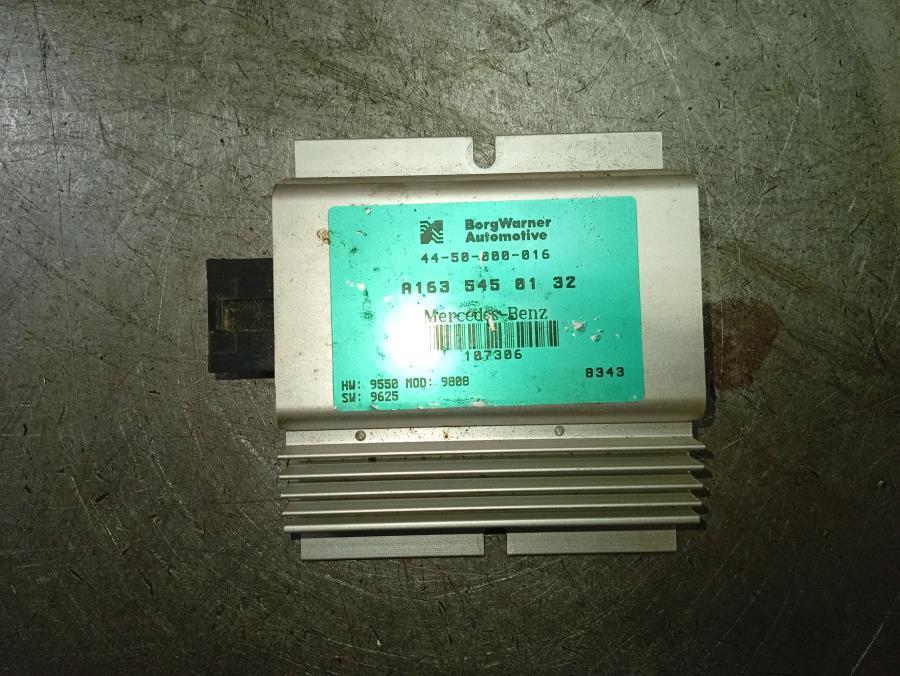 BorgWarner
Automotive
44-50-000-016
A163 545 01 32
Mercedes-Benz
107306
8343
HW: 9550 MOD: 9808
SW: 9625